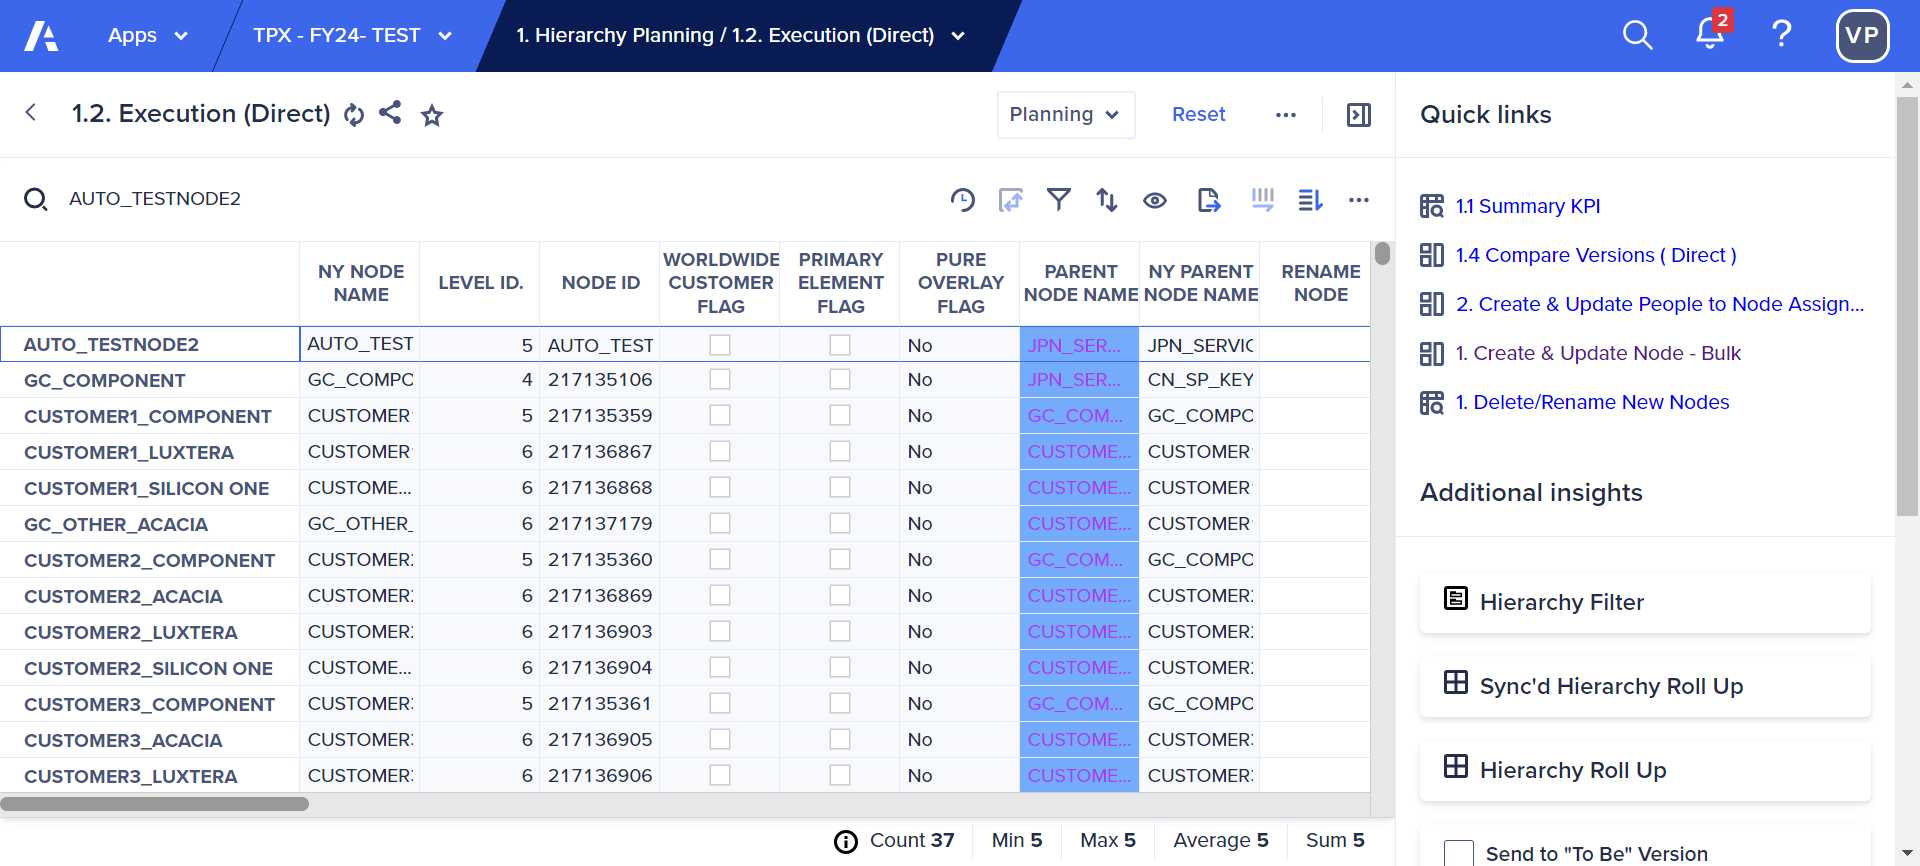 Apps
TPX - FY24- TEST
1. Hierarchy Planning / 1.2. Execution (Direct)
2
?
VP
1.2. Execution (Direct)
Planning
Reset
Quick links
AUTO_TESTNODE2
NY NODE NAME
LEVEL ID.
NODE ID
WORLDWIDE CUSTOMER FLAG
PRIMARY ELEMENT FLAG
PURE OVERLAY FLAG
PARENT NODE NAME
NY PARENT NODE NAME
RENAME NODE
AUTO_TESTNODE2 AUTO_TEST 5 AUTO_TEST No JPN_SER... JPN_SERVIC
GC_COMPONENT GC_COMPO 4 217135106 No JPN_SER... CN_SP_KEY
CUSTOMER1_COMPONENT CUSTOMER 5 217135359 No GC_COM... GC_COMPO
CUSTOMER1_LUXTERA CUSTOMER 6 217136867 No CUSTOME... CUSTOMER
CUSTOMER1_SILICON ONE CUSTOME... 6 217136868 No CUSTOME... CUSTOMER
GC_OTHER_ACACIA GC_OTHER_ 6 217137179 No CUSTOME... CUSTOMER
CUSTOMER2_COMPONENT CUSTOMER 5 217135360 No GC_COM... GC_COMPO
CUSTOMER2_ACACIA CUSTOMER 6 217136869 No CUSTOME... CUSTOMER
CUSTOMER2_LUXTERA CUSTOMER 6 217136903 No CUSTOME... CUSTOMER
CUSTOMER2_SILICON ONE CUSTOME... 6 217136904 No CUSTOME... CUSTOMER
CUSTOMER3_COMPONENT CUSTOMER 5 217135361 No GC_COM... GC_COMPO
CUSTOMER3_ACACIA CUSTOMER 6 217136905 No CUSTOME... CUSTOMER
CUSTOMER3_LUXTERA CUSTOMER 6 217136906 No CUSTOME... CUSTOMER
Count 37 Min 5 Max 5 Average 5 Sum 5
1.1 Summary KPI
1.4 Compare Versions ( Direct )
2. Create & Update People to Node Assign...
1. Create & Update Node - Bulk
1. Delete/Rename New Nodes
Additional insights
Hierarchy Filter
Sync'd Hierarchy Roll Up
Hierarchy Roll Up
Send to "To Be" Version